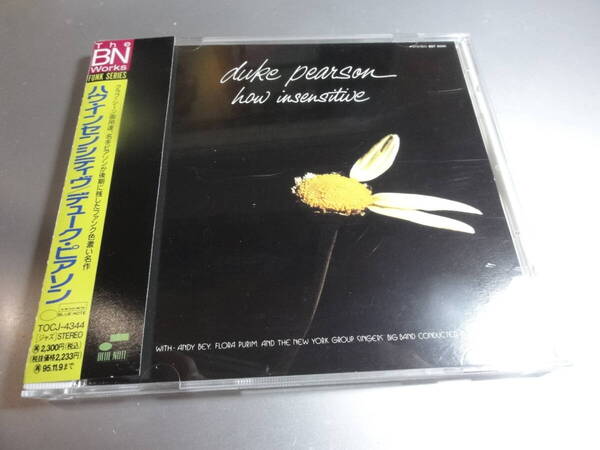 The
BN
Works
FUNK SERIES
ハウ・インセンシティヴ デューク・ピアソン
BLUE NOTE
TOCJ-4344
[ジャズ] STEREO
2,300円(税込)
(税抜価格2,233円)
95.11.9まで
BLUE NOTE
duke pearson
how insensitive
WITH · ANDY BEY, FLORA PURIM AND THE NEW YORK GROUP SINGERS' BIG BAND CONDUCTED